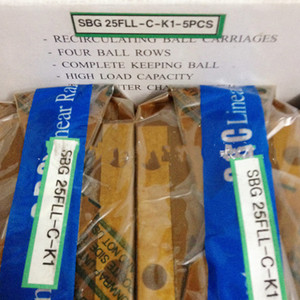 SBG 25FLL-C-K1-5PCS
- RECIRCULATING BALL CARRIAGES
- FOUR BALL ROWS
- COMPLETE KEEPING BALL
- HIGH LOAD CAPACITY
Linear
SBG 25FLL-C-K1
SBG 25FLL-C-K1